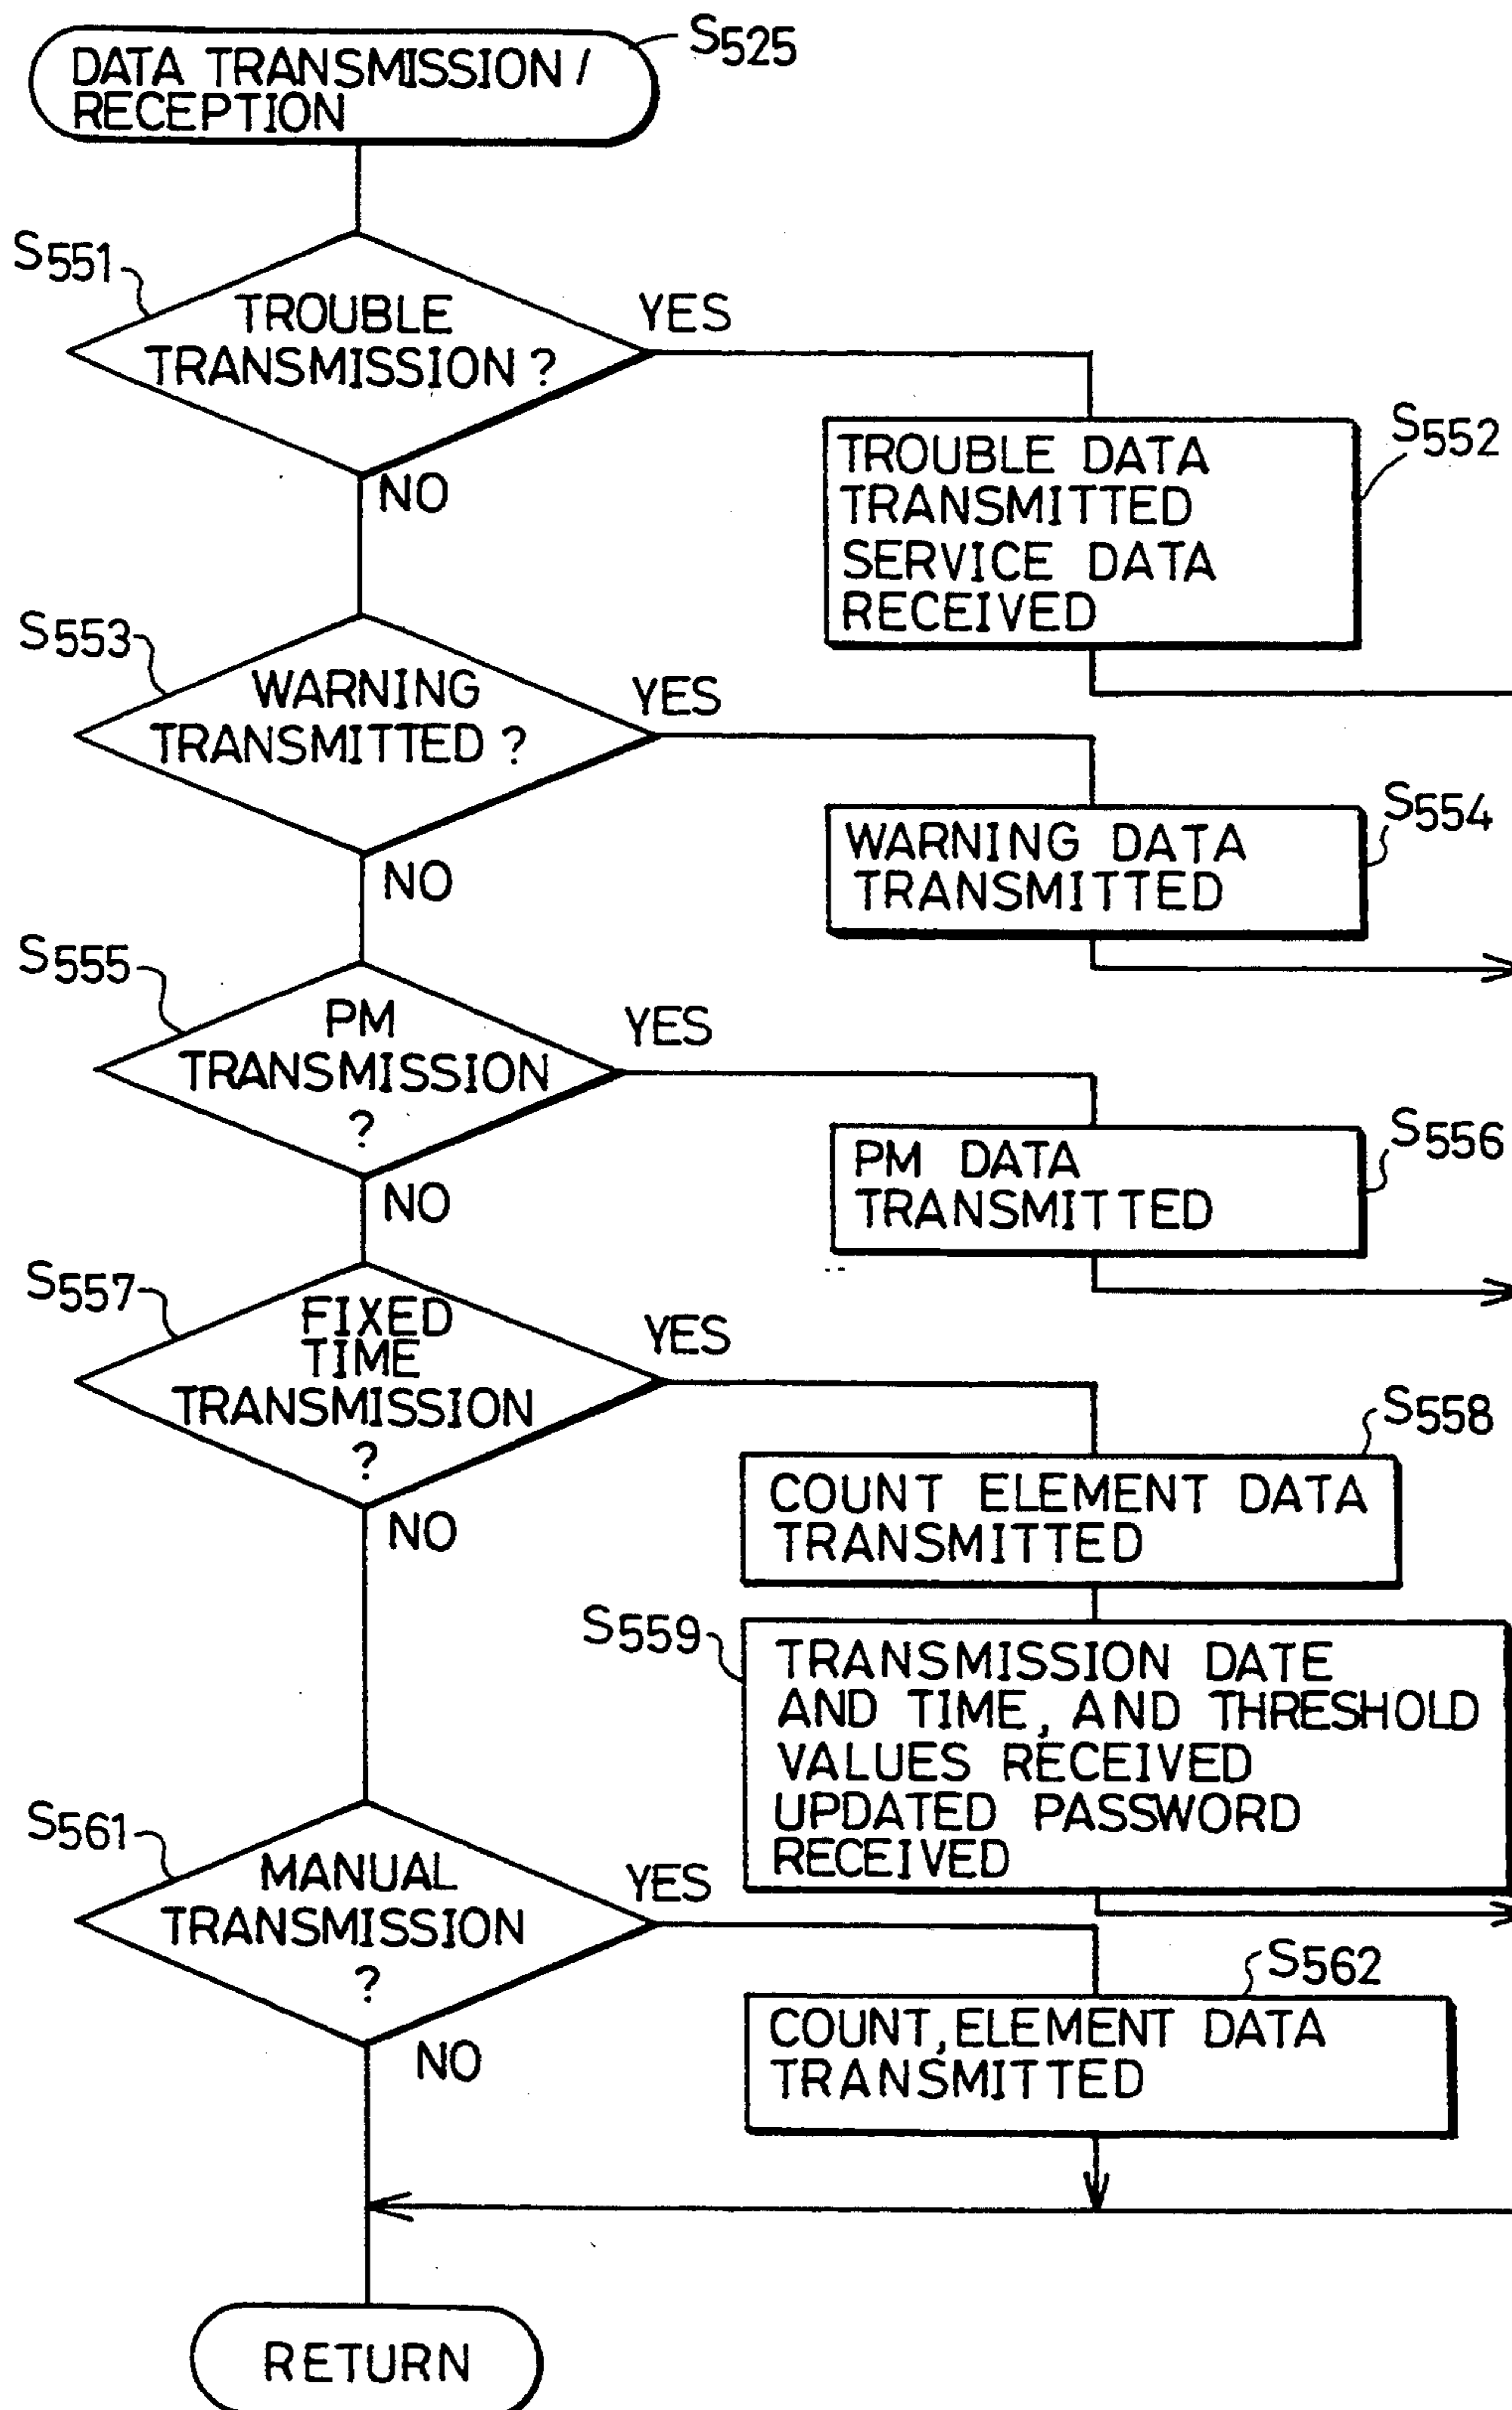 DATA TRANSMISSION /
RECEPTION
S525
S551
TROUBLE
TRANSMISSION ?
YES
NO
TROUBLE DATA
TRANSMITTED
SERVICE DATA
RECEIVED
S552
S553
WARNING
TRANSMITTED ?
YES
NO
WARNING DATA
TRANSMITTED
S554
S555
PM
TRANSMISSION
?
YES
NO
PM DATA
TRANSMITTED
S556
S557
FIXED
TIME
TRANSMISSION
?
YES
NO
S558
COUNT ELEMENT DATA
TRANSMITTED
S559
TRANSMISSION DATE
AND TIME, AND THRESHOLD
VALUES RECEIVED
UPDATED PASSWORD
RECEIVED
S561
MANUAL
TRANSMISSION
?
YES
NO
S562
COUNT, ELEMENT DATA
TRANSMITTED
RETURN